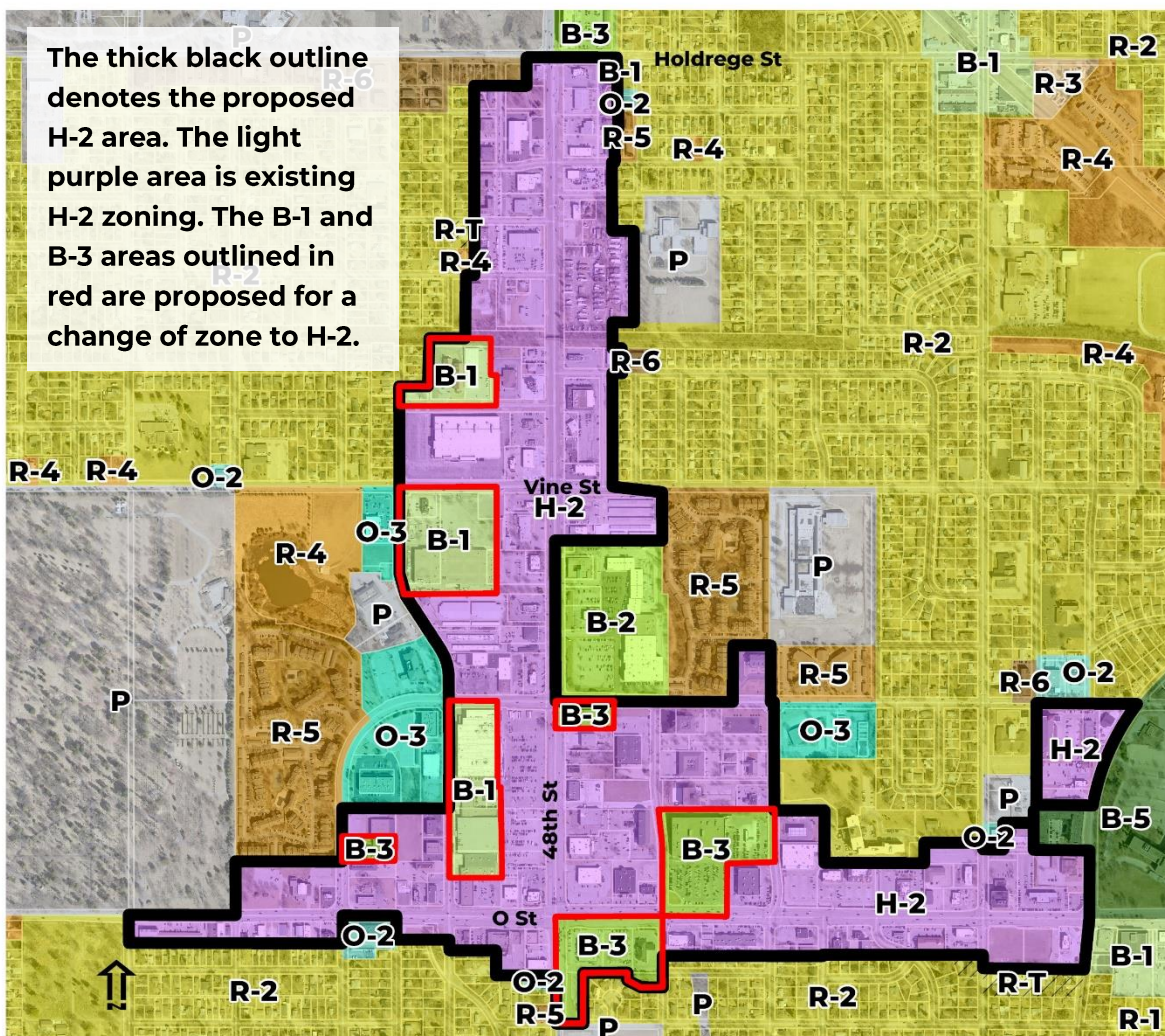 The thick black outline
denotes the proposed
H-2 area. The light
purple area is existing
H-2 zoning. The B-1 and
B-3 areas outlined in
red are proposed for a
change of zone to H-2.
P
R-6
R-2
B-3
Holdrege St
B-1
O-2
R-5
R-4
B-1
R-2
R-3
R-4
R-T
R-4
P
R-6
R-2
R-4
B-1
R-4
R-4
O-2
Vine St
H-2
O-3
B-1
R-4
P
B-2
R-5
P
P
R-5
O-3
B-1
B-3
R-5
O-3
R-6
O-2
H-2
P
B-5
O-2
48th St
B-3
B-3
H-2
O St
O-2
B-3
B-1
N
R-2
O-2
R-5
P
P
R-2
R-T
R-1